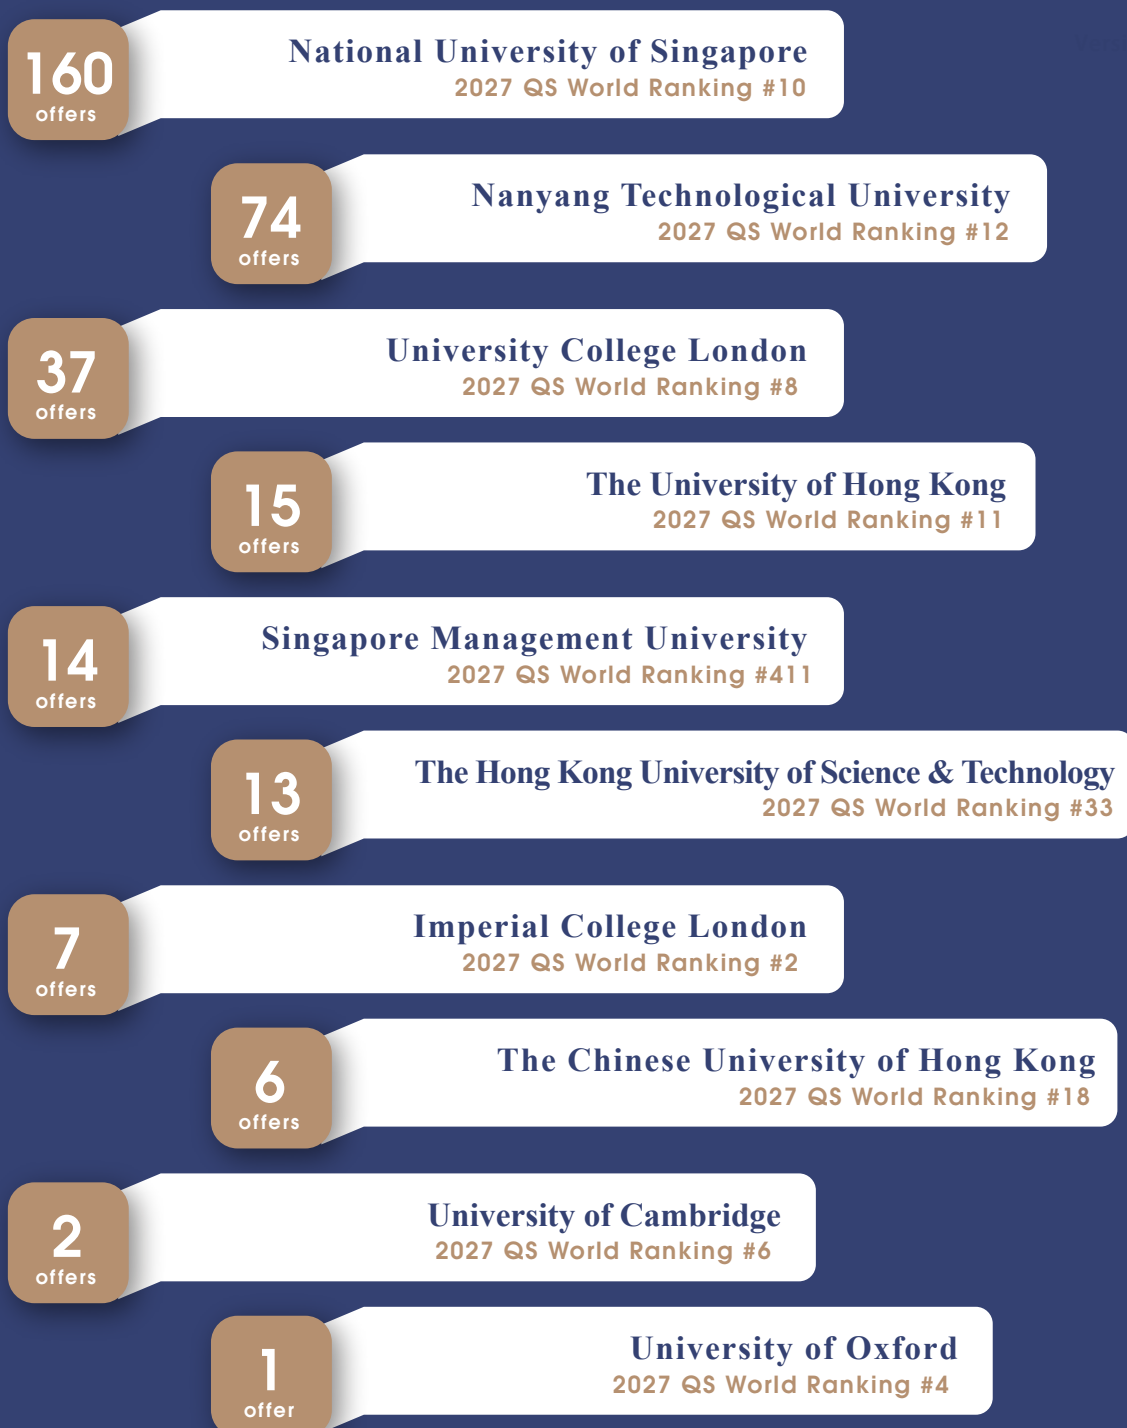 160
offers
National University of Singapore
2027 QS World Ranking #10
74
offers
Nanyang Technological University
2027 QS World Ranking #12
37
offers
University College London
2027 QS World Ranking #8
15
offers
The University of Hong Kong
2027 QS World Ranking #11
14
offers
Singapore Management University
2027 QS World Ranking #411
13
offers
The Hong Kong University of Science & Technology
2027 QS World Ranking #33
7
offers
Imperial College London
2027 QS World Ranking #2
6
offers
The Chinese University of Hong Kong
2027 QS World Ranking #18
2
offers
University of Cambridge
2027 QS World Ranking #6
1
offer
University of Oxford
2027 QS World Ranking #4